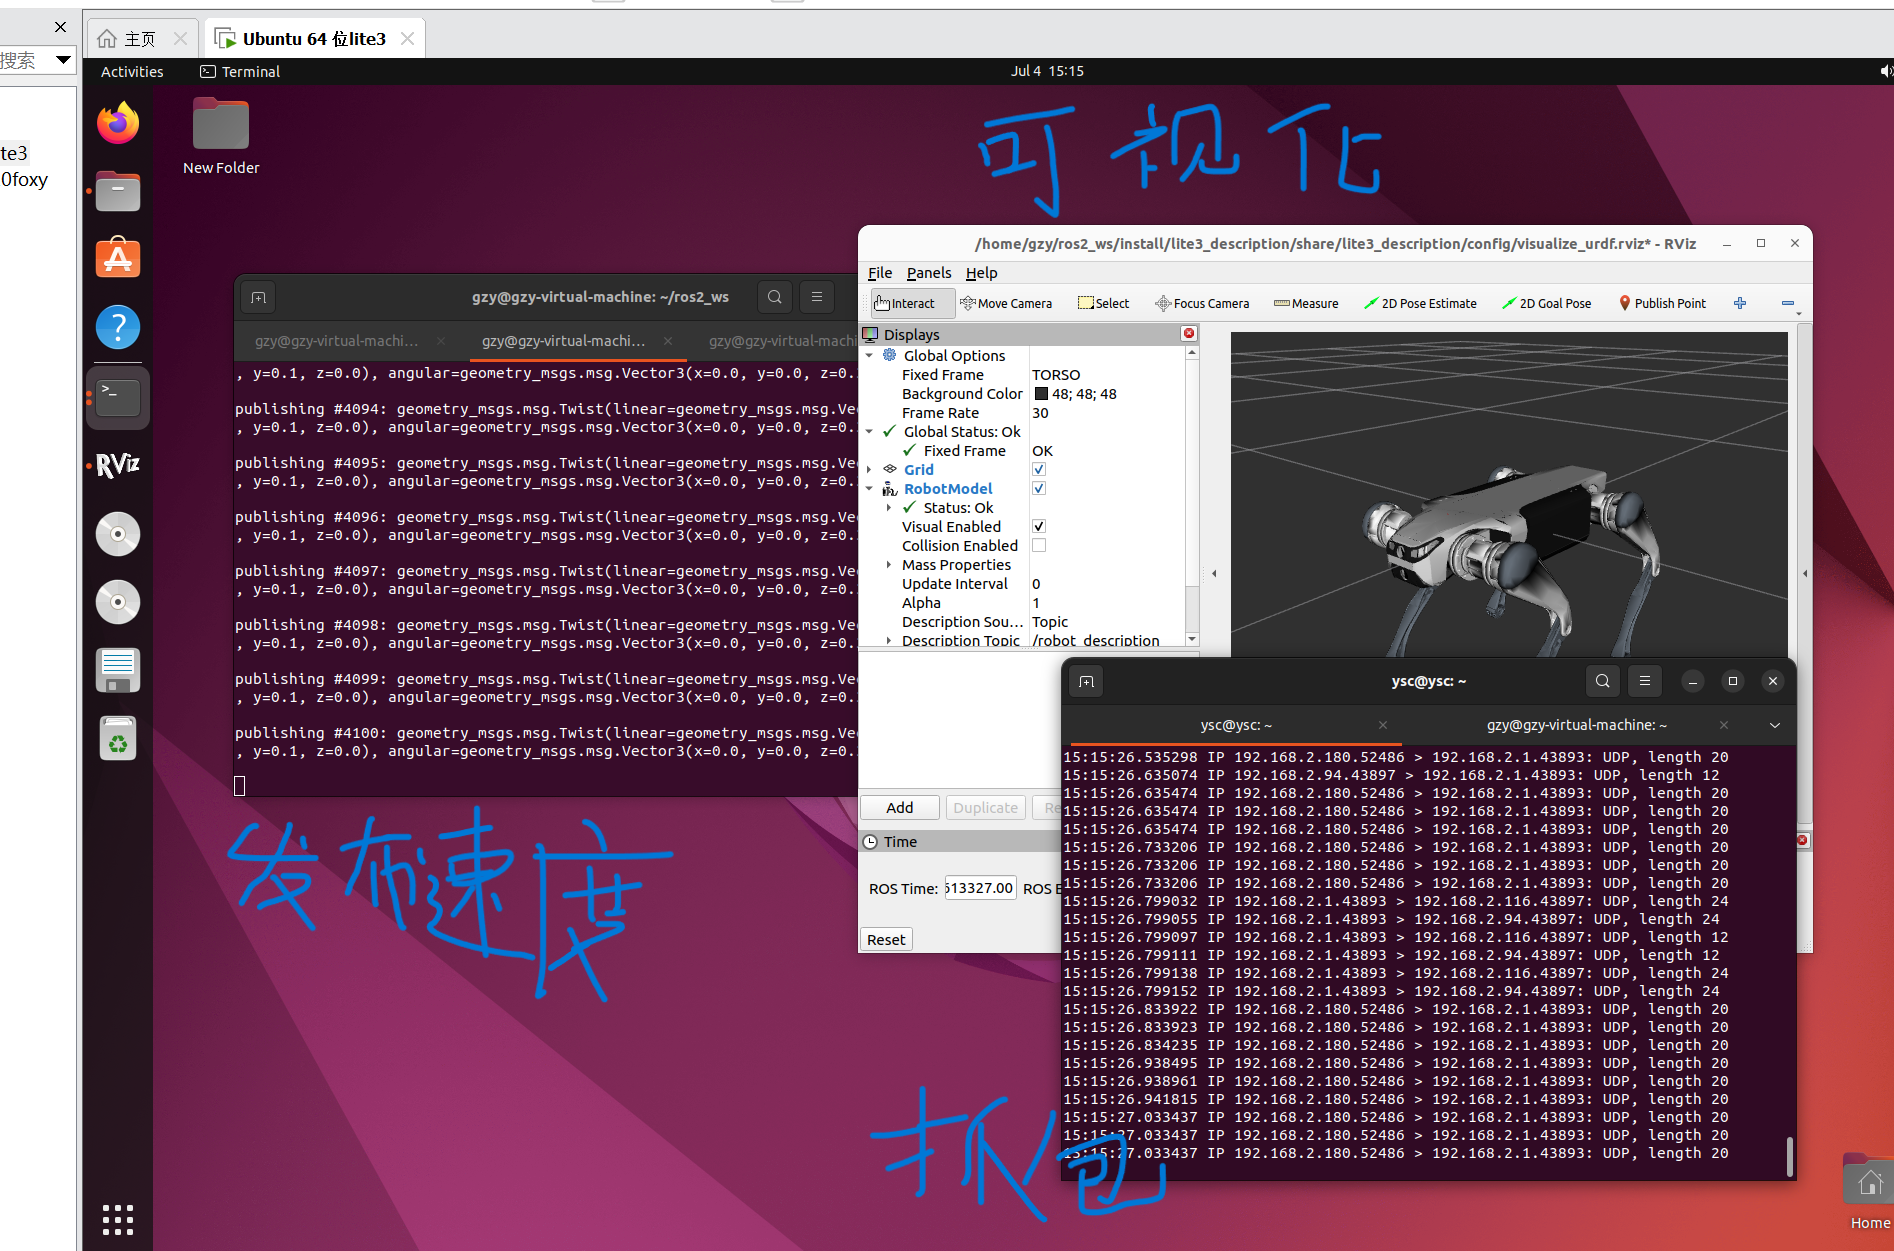 主页
Ubuntu 64 位lite3
搜索
te3
0foxy
Activities
Terminal
Jul 4 15:15
New Folder
可视化
gzy@gzy-virtual-machine: ~/ros2_ws
gzy@gzy-virtual-machi...
gzy@gzy-virtual-machi...
gzy@gzy-virtual-machi
, y=0.1, z=0.0), angular=geometry_msgs.msg.Vector3(x=0.0, y=0.0, z=0.
publishing #4094: geometry_msgs.msg.Twist(linear=geometry_msgs.msg.Ve
, y=0.1, z=0.0), angular=geometry_msgs.msg.Vector3(x=0.0, y=0.0, z=0.
publishing #4095: geometry_msgs.msg.Twist(linear=geometry_msgs.msg.Ve
, y=0.1, z=0.0), angular=geometry_msgs.msg.Vector3(x=0.0, y=0.0, z=0.
publishing #4096: geometry_msgs.msg.Twist(linear=geometry_msgs.msg.Ve
, y=0.1, z=0.0), angular=geometry_msgs.msg.Vector3(x=0.0, y=0.0, z=0.
publishing #4097: geometry_msgs.msg.Twist(linear=geometry_msgs.msg.Ve
, y=0.1, z=0.0), angular=geometry_msgs.msg.Vector3(x=0.0, y=0.0, z=0.
publishing #4098: geometry_msgs.msg.Twist(linear=geometry_msgs.msg.Ve
, y=0.1, z=0.0), angular=geometry_msgs.msg.Vector3(x=0.0, y=0.0, z=0.
publishing #4099: geometry_msgs.msg.Twist(linear=geometry_msgs.msg.Ve
, y=0.1, z=0.0), angular=geometry_msgs.msg.Vector3(x=0.0, y=0.0, z=0.
publishing #4100: geometry_msgs.msg.Twist(linear=geometry_msgs.msg.Ve
, y=0.1, z=0.0), angular=geometry_msgs.msg.Vector3(x=0.0, y=0.0, z=0.
RViz
发布速度
/home/gzy/ros2_ws/install/lite3_description/share/lite3_description/config/visualize_urdf.rviz* - RViz
File Panels Help
Interact Move Camera Select Focus Camera Measure 2D Pose Estimate 2D Goal Pose Publish Point
Displays
Global Options
Fixed Frame TORSO
Background Color 48; 48; 48
Frame Rate 30
Global Status: Ok
Fixed Frame OK
Grid
RobotModel
Status: Ok
Visual Enabled
Collision Enabled
Mass Properties
Update Interval 0
Alpha 1
Description Sou... Topic
Description Topic /robot_description
Add Duplicate Re
Time
ROS Time: 613327.00 ROS E
Reset
ysc@ysc: ~
ysc@ysc: ~
gzy@gzy-virtual-machine: ~
15:15:26.535298 IP 192.168.2.180.52486 > 192.168.2.1.43893: UDP, length 20
15:15:26.635074 IP 192.168.2.94.43897 > 192.168.2.1.43893: UDP, length 12
15:15:26.635474 IP 192.168.2.180.52486 > 192.168.2.1.43893: UDP, length 20
15:15:26.635474 IP 192.168.2.180.52486 > 192.168.2.1.43893: UDP, length 20
15:15:26.635474 IP 192.168.2.180.52486 > 192.168.2.1.43893: UDP, length 20
15:15:26.733206 IP 192.168.2.180.52486 > 192.168.2.1.43893: UDP, length 20
15:15:26.733206 IP 192.168.2.180.52486 > 192.168.2.1.43893: UDP, length 20
15:15:26.733206 IP 192.168.2.180.52486 > 192.168.2.1.43893: UDP, length 20
15:15:26.799032 IP 192.168.2.1.43893 > 192.168.2.116.43897: UDP, length 24
15:15:26.799055 IP 192.168.2.1.43893 > 192.168.2.94.43897: UDP, length 24
15:15:26.799097 IP 192.168.2.1.43893 > 192.168.2.116.43897: UDP, length 12
15:15:26.799111 IP 192.168.2.1.43893 > 192.168.2.94.43897: UDP, length 12
15:15:26.799138 IP 192.168.2.1.43893 > 192.168.2.116.43897: UDP, length 24
15:15:26.799152 IP 192.168.2.1.43893 > 192.168.2.94.43897: UDP, length 24
15:15:26.833922 IP 192.168.2.180.52486 > 192.168.2.1.43893: UDP, length 20
15:15:26.833923 IP 192.168.2.180.52486 > 192.168.2.1.43893: UDP, length 20
15:15:26.834235 IP 192.168.2.180.52486 > 192.168.2.1.43893: UDP, length 20
15:15:26.938495 IP 192.168.2.180.52486 > 192.168.2.1.43893: UDP, length 20
15:15:26.938961 IP 192.168.2.180.52486 > 192.168.2.1.43893: UDP, length 20
15:15:26.941815 IP 192.168.2.180.52486 > 192.168.2.1.43893: UDP, length 20
15:15:27.033437 IP 192.168.2.180.52486 > 192.168.2.1.43893: UDP, length 20
15:15:27.033437 IP 192.168.2.180.52486 > 192.168.2.1.43893: UDP, length 20
15:15:27.033437 IP 192.168.2.180.52486 > 192.168.2.1.43893: UDP, length 20
抓包
Home